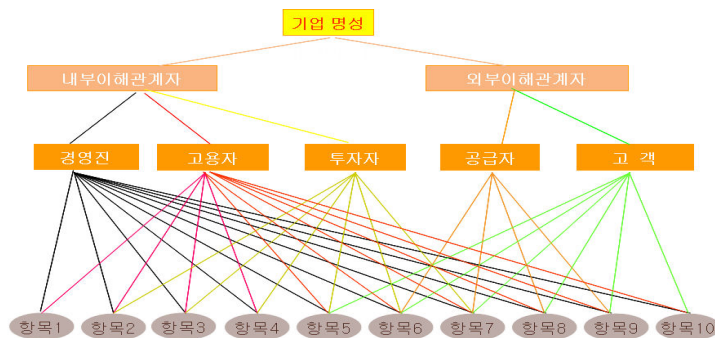 기업 명성
내부이해관계자
외부이해관계자
경영진
고용자
투자자
공급자
고 객
항목1
항목2
항목3
항목4
항목5
항목6
항목7
항목8
항목9
항목10